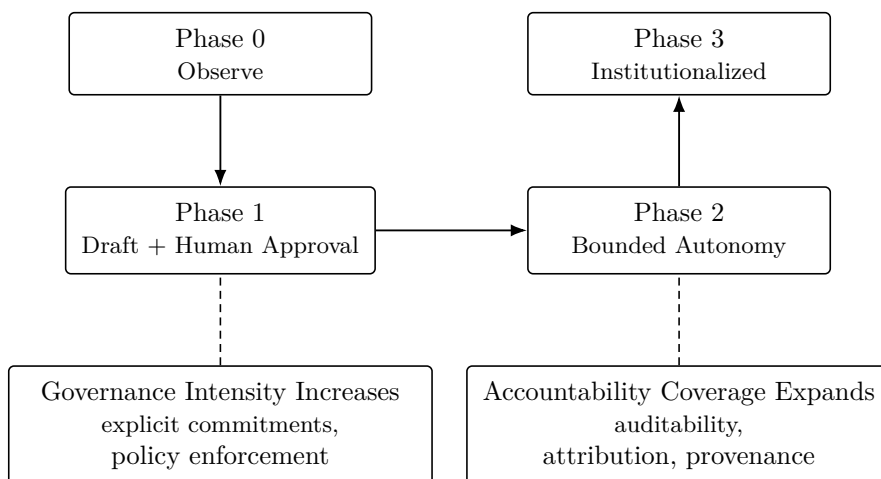 Phase 0
Observe
Phase 3
Institutionalized
Phase 1
Draft + Human Approval
Phase 2
Bounded Autonomy
Governance Intensity Increases
explicit commitments,
policy enforcement
Accountability Coverage Expands
auditability,
attribution, provenance